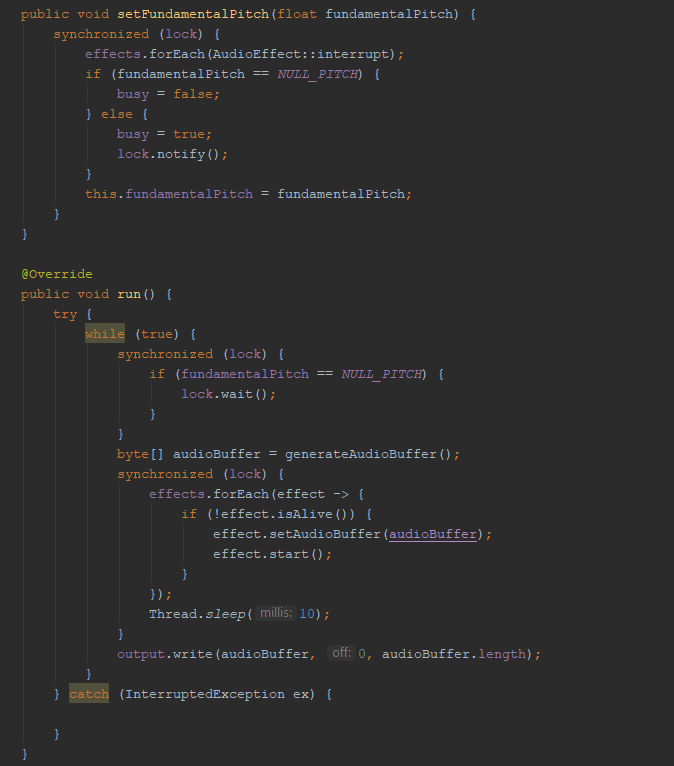 public void setFundamentalPitch(float fundamentalPitch) {
    synchronized (lock) {
        effects.forEach(AudioEffect::interrupt);
        if (fundamentalPitch == NULL_PITCH) {
            busy = false;
        } else {
            busy = true;
            lock.notify();
        }
        this.fundamentalPitch = fundamentalPitch;
    }
}

@Override
public void run() {
    try {
        while (true) {
            synchronized (lock) {
                if (fundamentalPitch == NULL_PITCH) {
                    lock.wait();
                }
            }
            byte[] audioBuffer = generateAudioBuffer();
            synchronized (lock) {
                effects.forEach(effect -> {
                    if (!effect.isAlive()) {
                        effect.setAudioBuffer(audioBuffer);
                        effect.start();
                    }
                });
                Thread.sleep( millis: 10);
            }
            output.write(audioBuffer, off: 0, audioBuffer.length);
        }
    } catch (InterruptedException ex) {

    }
}